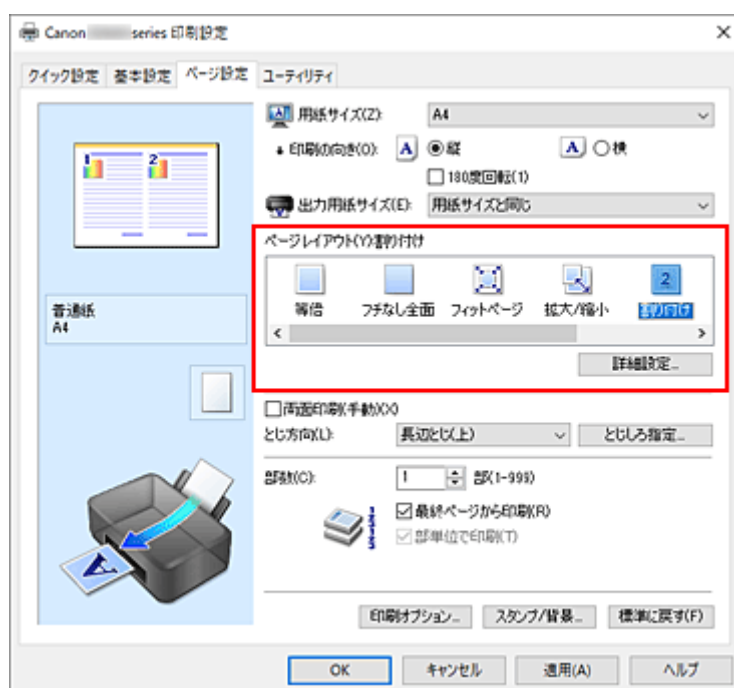 Canon series 印刷設定
クイック設定 基本設定 ページ設定 ユーティリティ
用紙サイズ(Z): A4
印刷の向き(O): A 縦 A 横
180度回転(1)
出力用紙サイズ(E): 用紙サイズと同じ
1 2
ページレイアウト(Y):割り付け
2
等倍 フチなし全面 フィットページ 拡大/縮小 割り付け
普通紙
A4
詳細設定...
両面印刷(手動)(X)
とじ方向(L): 長辺とじ(上) とじしろ指定...
部数(C): 1 部(1-999)
最終ページから印刷(R)
部単位で印刷(T)
印刷オプション... スタンプ/背景... 標準に戻す(F)
OK キャンセル 適用(A) ヘルプ